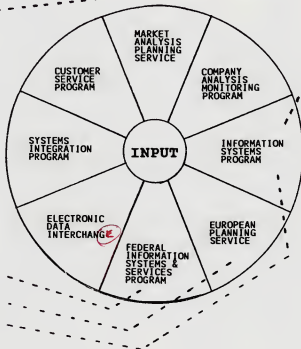 MARKET
ANALYSIS
PLANNING
SERVICE
COMPANY
ANALYSIS
MONITORING
PROGRAM
INFORMATION
SYSTEMS
PROGRAM
EUROPEAN
PLANNING
SERVICE
FEDERAL
INFORMATION
SYSTEMS &
SERVICES
PROGRAM
ELECTRONIC
DATA
INTERCHANGE
SYSTEMS
INTEGRATION
PROGRAM
CUSTOMER
SERVICE
PROGRAM
INPUT